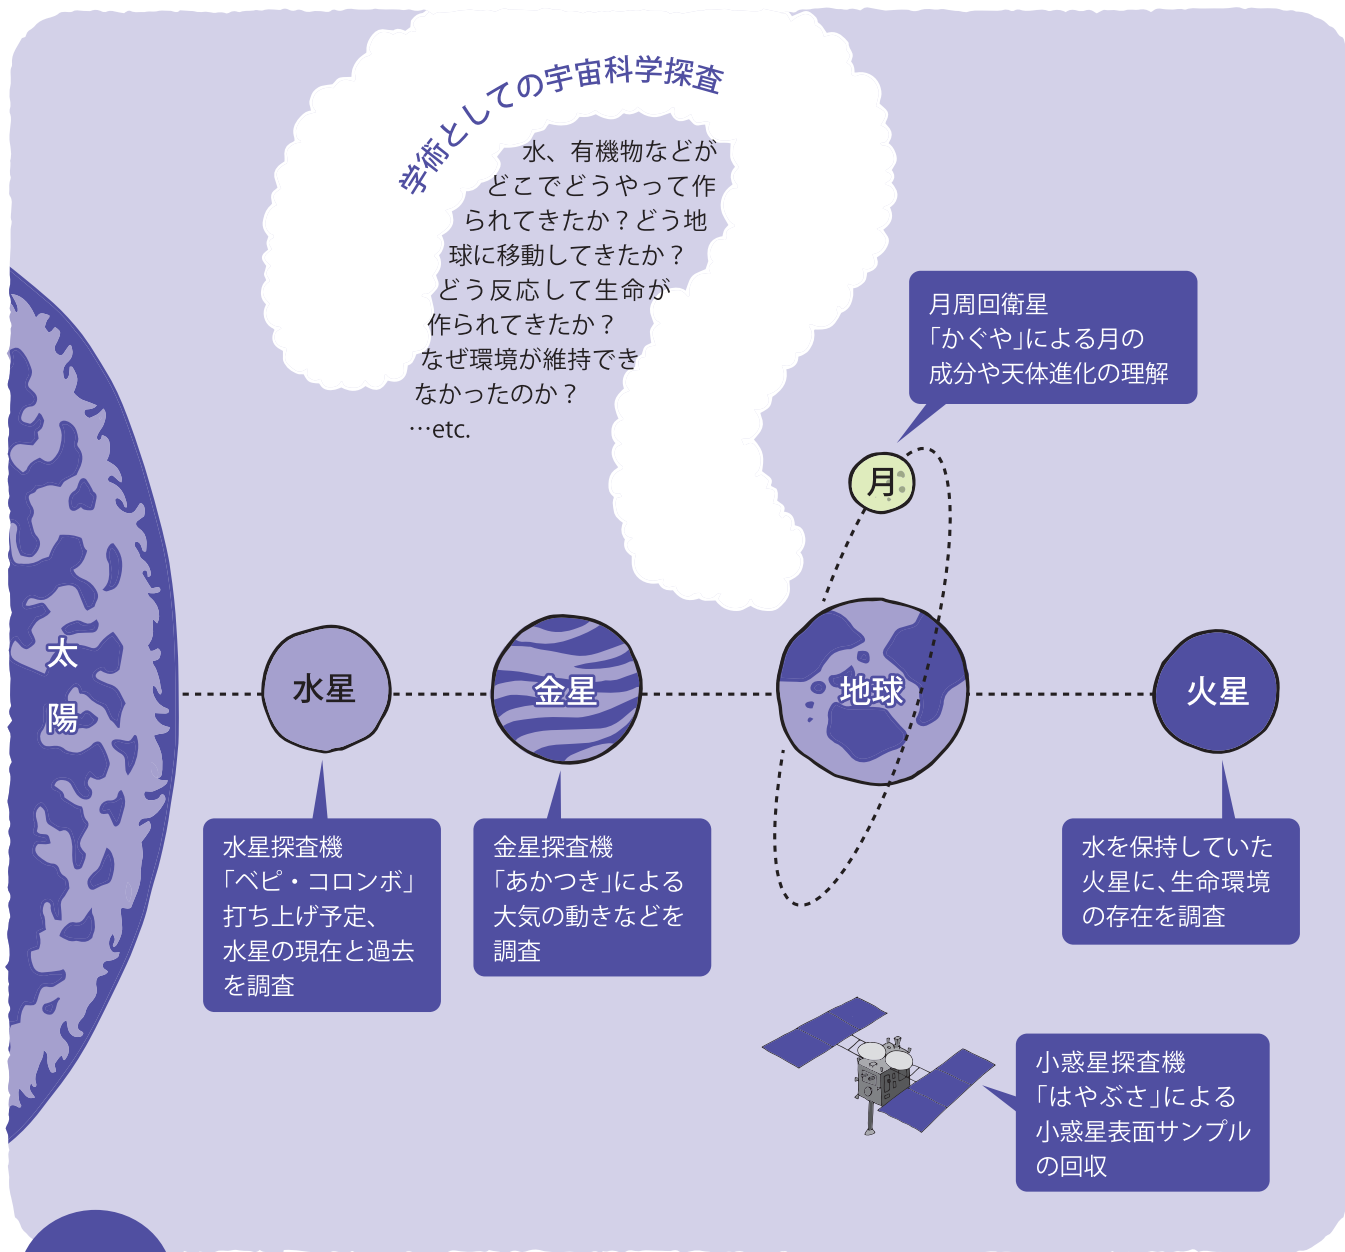 学術としての宇宙科学探査
水、有機物などが
どこでどうやって作
られてきたか？どう地
球に移動してきたか？
どう反応して生命が
作られてきたか？
なぜ環境が維持でき
なかったのか？
…etc.
月周回衛星
「かぐや」による月の
成分や天体進化の理解
月
太
陽
水星
金星
地球
火星
水星探査機
「ベピ・コロンボ」
打ち上げ予定、
水星の現在と過去
を調査
金星探査機
「あかつき」による
大気の動きなどを
調査
水を保持していた
火星に、生命環境
の存在を調査
小惑星探査機
「はやぶさ」による
小惑星表面サンプル
の回収